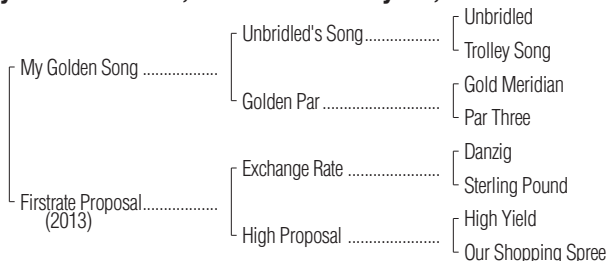 Unbridled
Unbridled's Song..................
Trolley Song
My Golden Song ..................
Gold Meridian
Golden Par............................
Par Three
Danzig
Exchange Rate ......................
Sterling Pound
Firstrate Proposal..................
(2013)
High Yield
High Proposal ......................
Our Shopping Spree